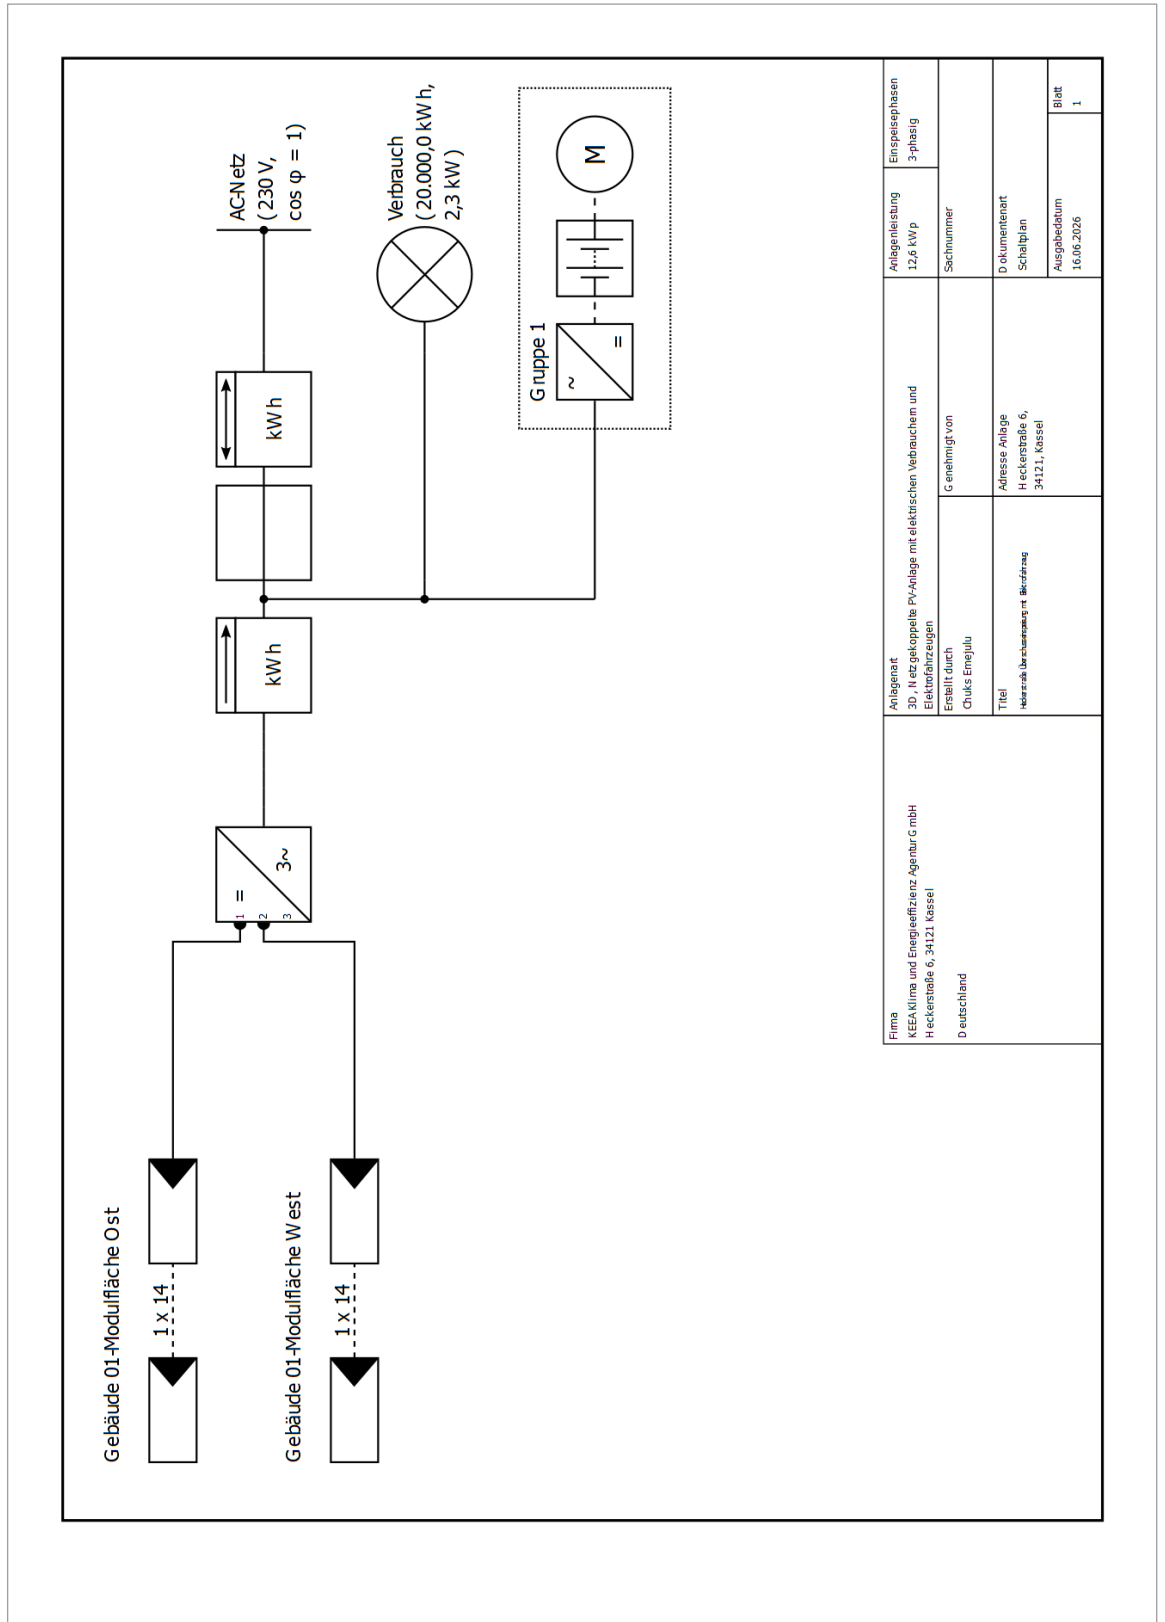 Gebäude 01-Modulfläche Ost
1 x 14
Gebäude 01-Modulfläche West
1 x 14
1
2
3
=
3~
kWh
kWh
AC-Netz
(230 V,
cos φ = 1)
Verbrauch
(20.000,0 kWh,
2,3 kW)
Gruppe 1
~
=
M
Firma
KEEA Klima und Energieeffizienz Agentur GmbH
Heckerstraße 6, 34121 Kassel
Deutschland
Anlagenart
3D, Netzgekoppelte PV-Anlage mit elektrischen Verbrauchern und
Elektrofahrzeugen
Anlagenleistung
12,6 kWp
Einspeisephasen
3-phasig
Erstellt durch
Chuks Emejulu
Genehmigt von
Sachnummer
Titel
Adresse Anlage
Heckerstraße 6,
34121, Kassel
Dokumentenart
Schaltplan
Ausgabedatum
16.06.2026
Blatt
1